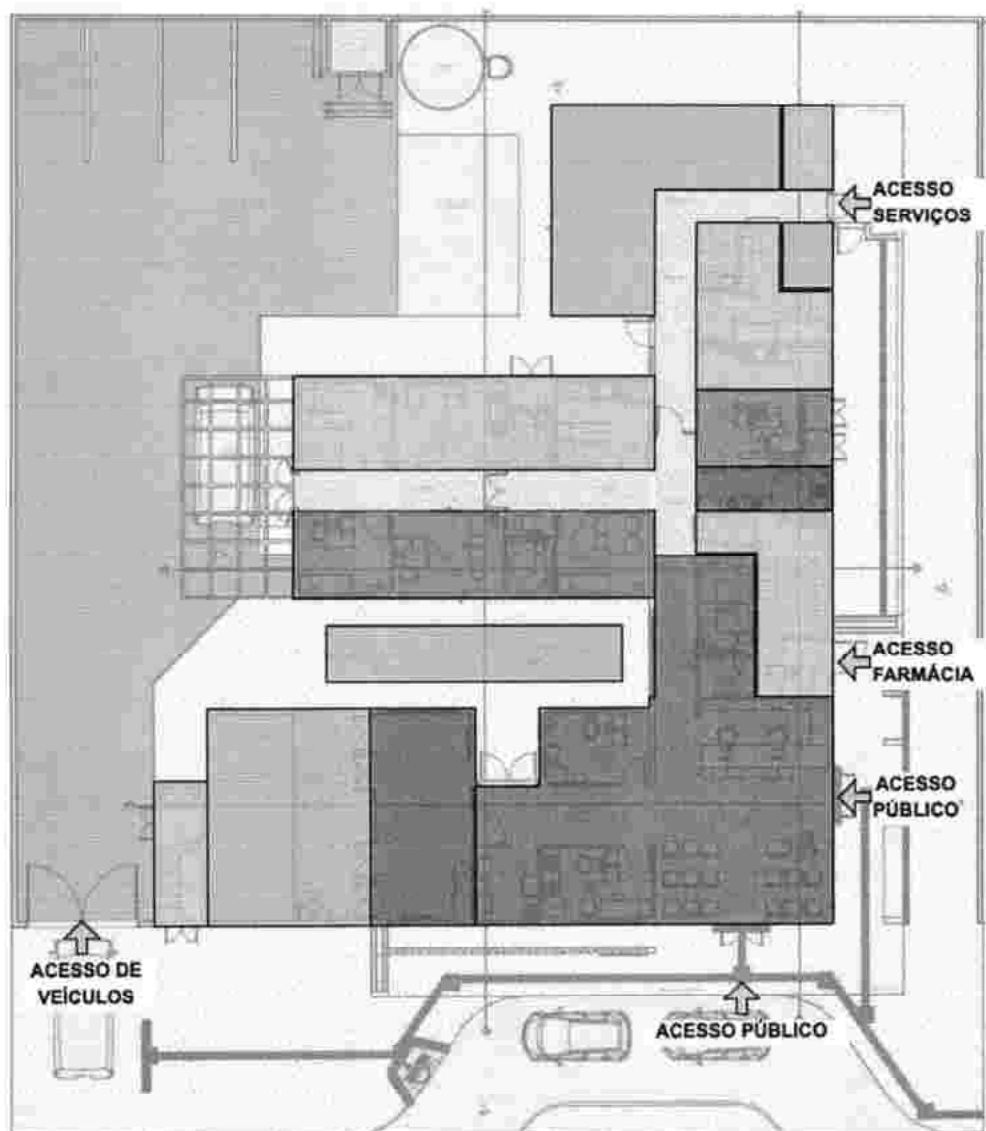 ACESSO
SERVIÇOS
ACESSO
FARMÁCIA
ACESSO
PÚBLICO
ACESSO DE
VEÍCULOS
ACESSO PÚBLICO